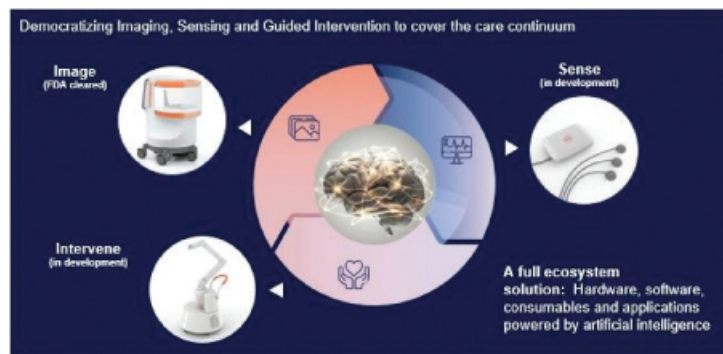 Democratizing Imaging, Sensing and Guided Intervention to cover the care continuum
Image
(FDA cleared)
Sense
(in development)
Intervene
(in development)
A full ecosystem
solution: Hardware, software,
consumables and applications
powered by artificial intelligence